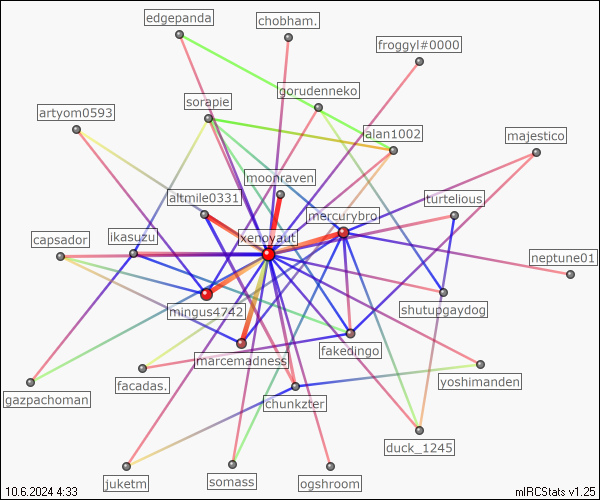 edgepanda
chobham.
froggyl#0000
gorudenneko
sorapie
artyom0593
alan1002
majestico
moonraven
altmile0331
turtelious
mercurybro
xenoyaut
capsador
ikasuzu
neptune01
mingus4742
shutupgaydog
fakedingo
marcemadness
facadas.
yoshimanden
gazpachoman
chunkzter
duck_1245
juketm
somass
ogshroom
10.6.2024 4:33
mIRCStats v1.25